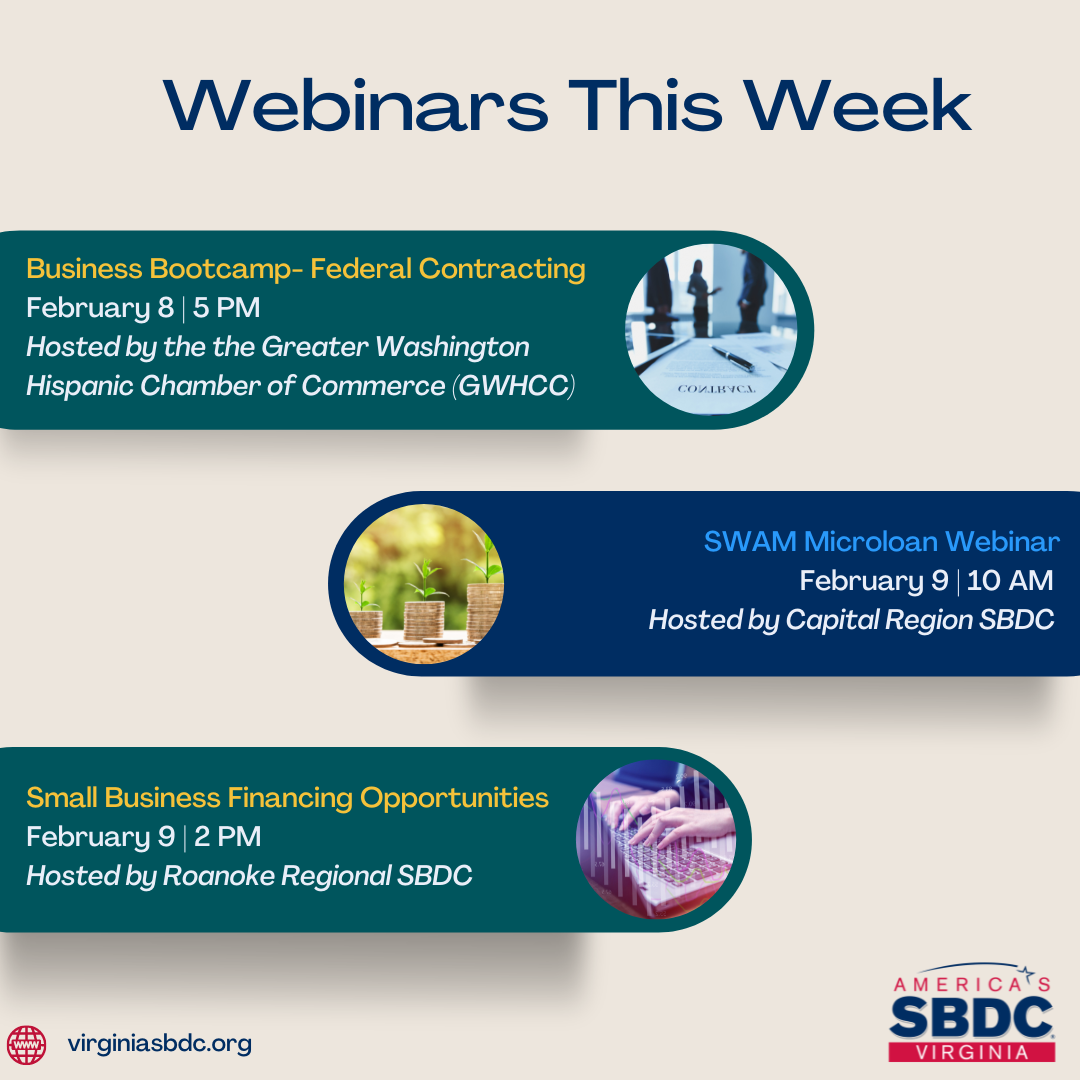 Webinars This Week
Business Bootcamp- Federal Contracting
February 8 | 5 PM
Hosted by the the Greater Washington
Hispanic Chamber of Commerce (GWHCC)
CONTRACT
SWAM Microloan Webinar
February 9 | 10 AM
Hosted by Capital Region SBDC
Small Business Financing Opportunities
February 9 | 2 PM
Hosted by Roanoke Regional SBDC
www
virginiasbdc.org
AMERICA'S
SBDC
VIRGINIA